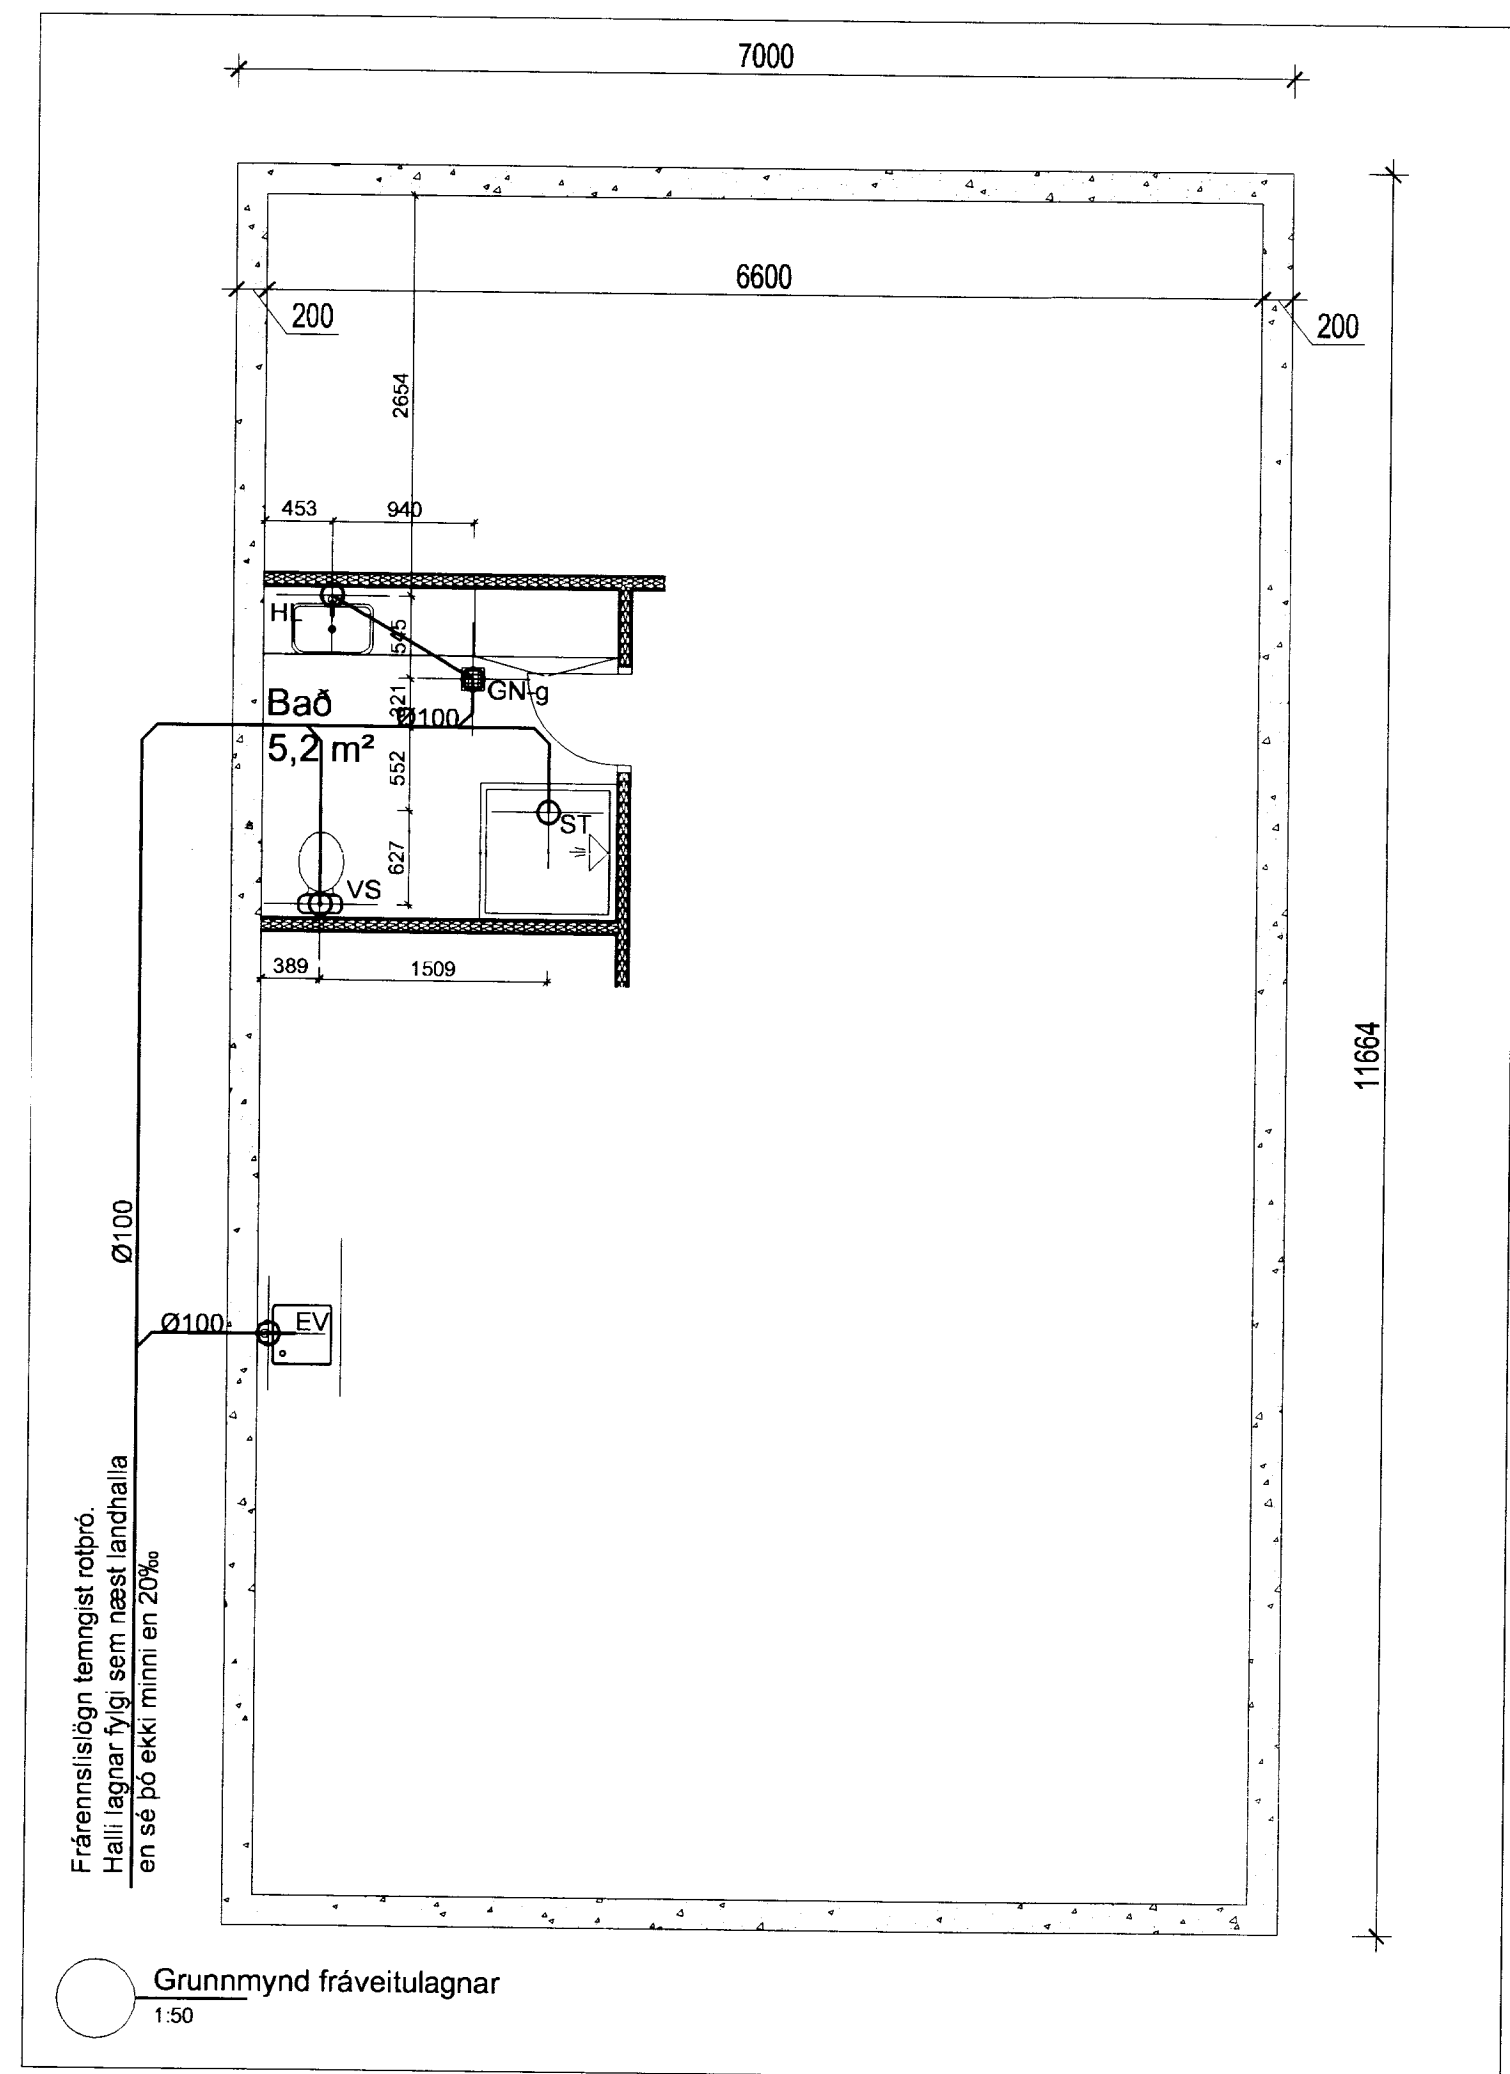 7000
6600
200
200
2654
453
940
HL
545
GN-g
Bað
321
Ø100
5,2 m²
552
ST
627
VS
389
1509
11664
Ø100
Ø100
EV
Frárennslislögn temngist rotþró.
Halli lagnar fylgi sem næst landhalla
en sé þó ekki minni en 20‰
Grunnmynd fráveitulagnar
1:50